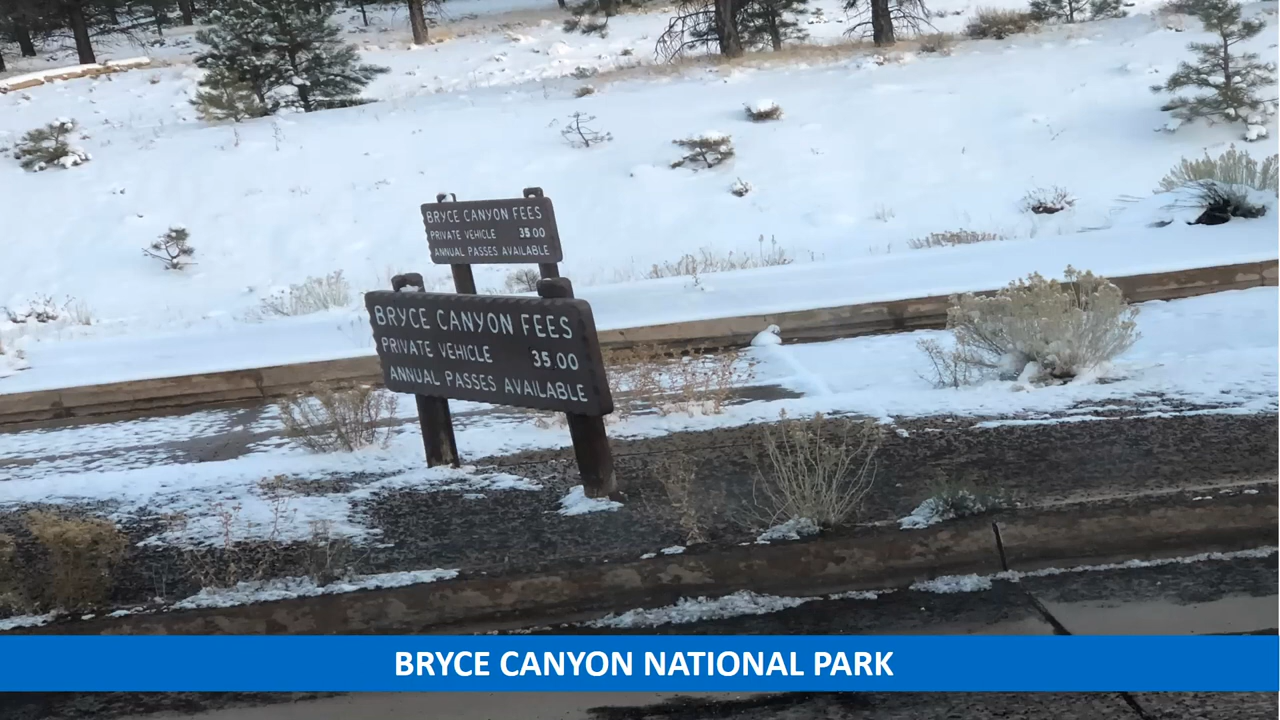 BRYCE CANYON FEES
PRIVATE VEHICLE 35.00
ANNUAL PASSES AVAILABLE
BRYCE CANYON FEES
PRIVATE VEHICLE 35.00
ANNUAL PASSES AVAILABLE
BRYCE CANYON NATIONAL PARK